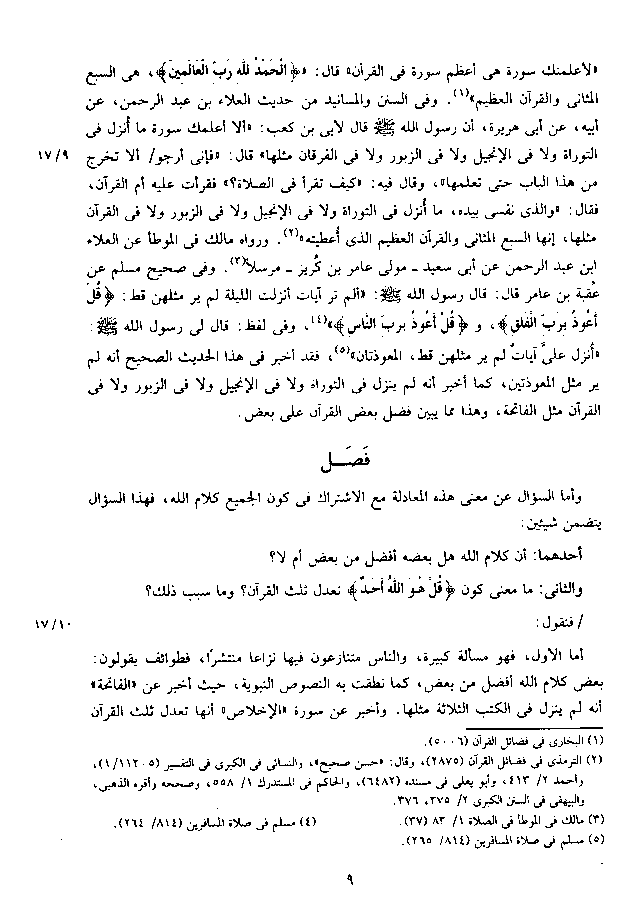 «لأعلمنك سورة هى أعظم سورة فى القرآن» قال: «﴿الْحَمْدُ لِلَّهِ رَبِّ الْعَالَمِينَ﴾، هى السبع
المثانى والقرآن العظيم»(١). وفى السنن والمسانيد من حديث العلاء بن عبد الرحمن، عن
أبيه، عن أبى هريرة، أن رسول الله ﷺ قال لأبى بن كعب: «ألا أعلمك سورة ما أُنزل فى
التوراة ولا فى الإنجيل ولا فى الزبور ولا فى الفرقان مثلها» قال: «فإنى أرجو/ ألا تخرج
١٧/٩
من هذا الباب حتى تعلمها»، وقال فيه: «كيف تقرأ فى الصلاة؟» فقرأت عليه أم القرآن،
فقال: «والذى نفسى بيده، ما أُنزل فى التوراة ولا فى الإنجيل ولا فى الزبور ولا فى القرآن
مثلها، إنها السبع المثانى والقرآن العظيم الذى أعطيته»(٢). ورواه مالك فى الموطأ عن العلاء
ابن عبد الرحمن عن أبى سعيد ـ مولى عامر بن كُريز ـ مرسلا(٣). وفى صحيح مسلم عن
عُقبة بن عامر قال: قال رسول الله ﷺ: «ألم تر آيات أنزلت الليلة لم ير مثلهن قط: ﴿قُلْ
أَعُوذُ بِرَبِّ الْفَلَقِ﴾، و ﴿قُلْ أَعُوذُ بِرَبِّ النَّاسِ﴾»(٤)، وفى لفظ: قال لى رسول الله ﷺ:
«أُنزل علىَّ آياتٌ لم ير مثلهن قط، المعوذتان»(٥)، فقد أخبر فى هذا الحديث الصحيح أنه لم
ير مثل المعوذتين، كما أخبر أنه لم ينزل فى التوراة ولا فى الإنجيل ولا فى الزبور ولا فى
القرآن مثل الفاتحة، وهذا مما يبين فضل بعض القرآن على بعض.
فَصــل
وأما السؤال عن معنى هذه المعادلة مع الاشتراك فى كون الجميع كلام الله، فهذا السؤال
يتضمن شيئين:
أحدهما: أن كلام الله هل بعضه أفضل من بعض أم لا؟
والثانى: ما معنى كون ﴿قُلْ هُوَ اللَّهُ أَحَدٌ﴾ تعدل ثلث القرآن؟ وما سبب ذلك؟
/ فنقول:
١٧/١٠
أما الأول، فهو مسألة كبيرة، والناس متنازعون فيها نزاعا منتشرًا، فطوائف يقولون:
بعض كلام الله أفضل من بعض، كما نطقت به النصوص النبوية، حيث أخبر عن «الفاتحة»
أنه لم ينزل فى الكتب الثلاثة مثلها. وأخبر عن سورة «الإخلاص» أنها تعدل ثلث القرآن
(١) البخارى فى فضائل القرآن (٥٠٠٦).
(٢) الترمذى فى فضائل القرآن (٢٨٧٥)، وقال: «حسن صحيح»، والنسائى فى الكبرى فى التفسير (١/١١٢٠٥)،
وأحمد ٢/ ٤١٣، وأبو يعلى فى مسنده (٦٤٨٢)، والحاكم فى المستدرك ١/ ٥٥٨، وصححه وأقره الذهبى،
والبيهقى فى السنن الكبرى ٢/ ٣٧٥، ٣٧٦.
(٣) مالك فى الموطأ فى الصلاة ١/ ٨٣ (٣٧). (٤) مسلم فى صلاة المسافرين (٨١٤/ ٢٦٤).
(٥) مسلم فى صلاة المسافرين (٨١٤/ ٢٦٥).
٩